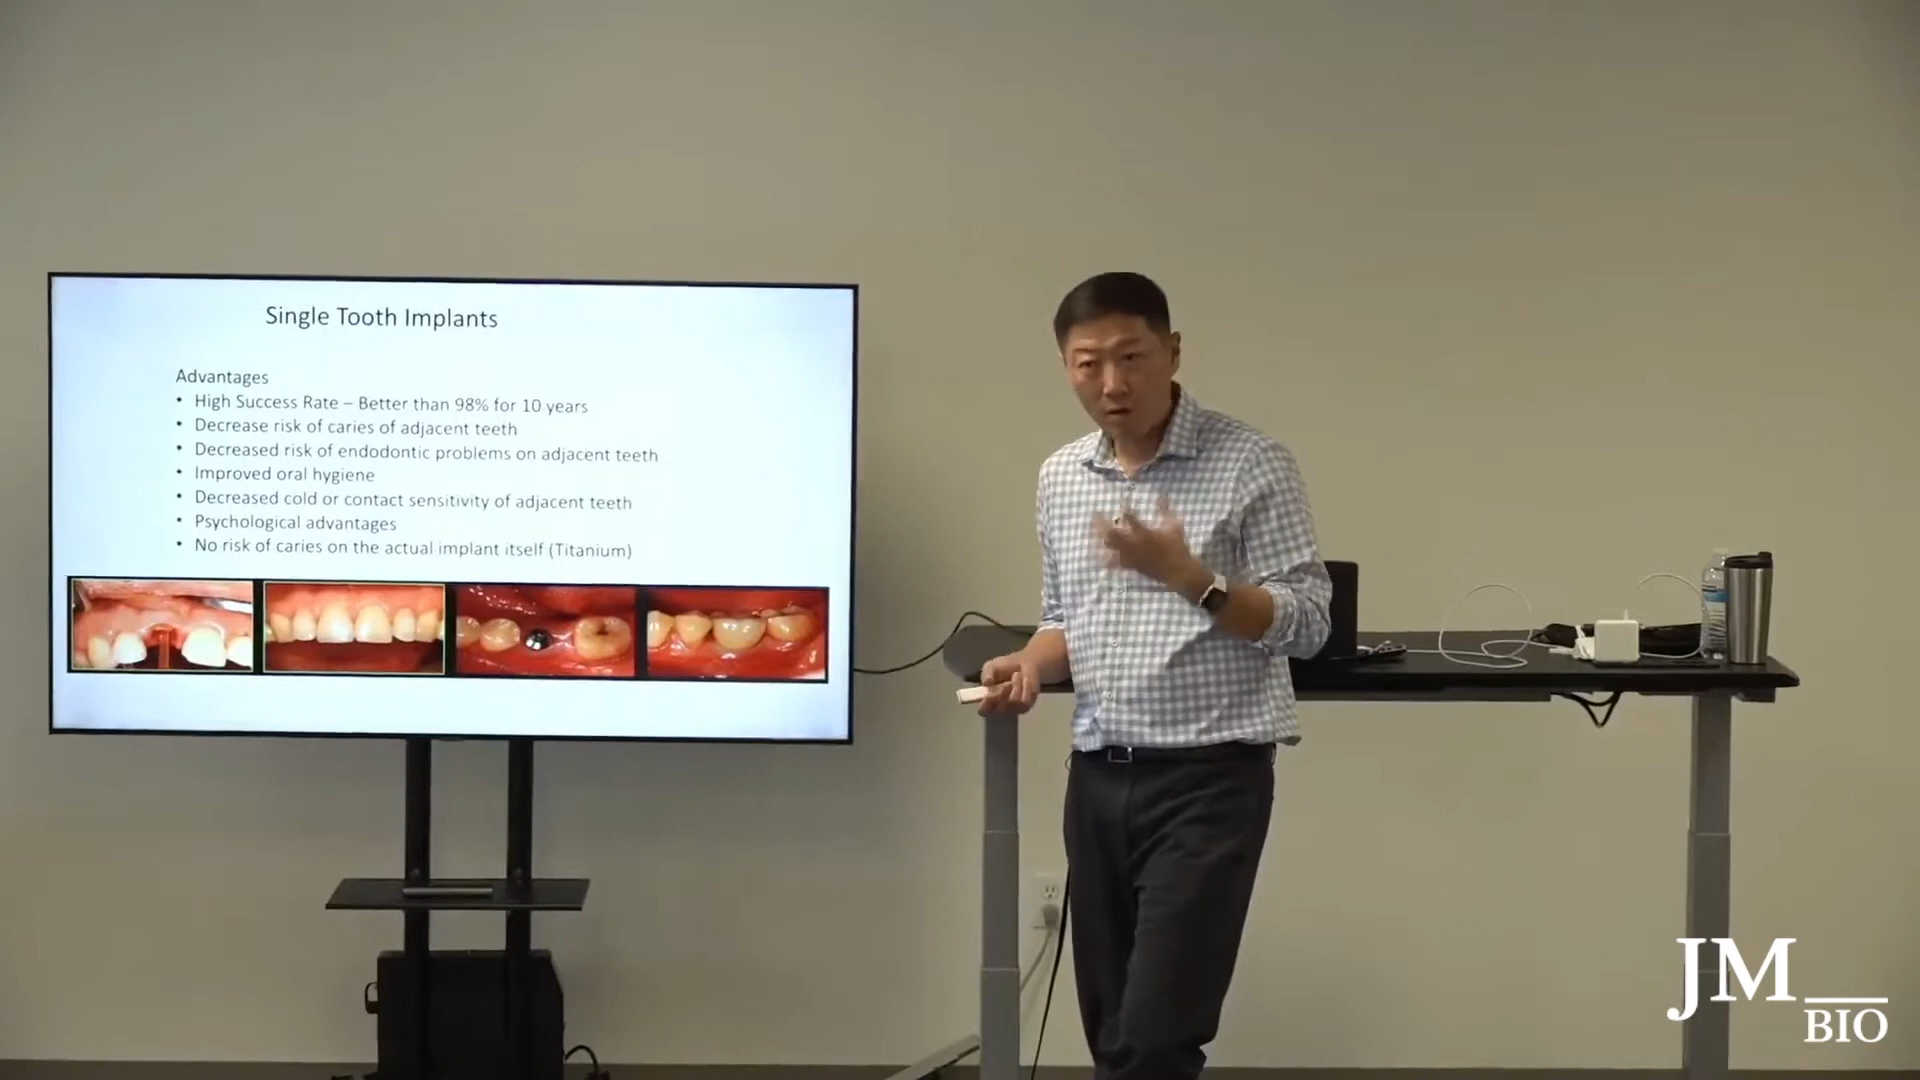 Single Tooth Implants
Advantages
• High Success Rate – Better than 98% for 10 years
• Decrease risk of caries of adjacent teeth
• Decreased risk of endodontic problems on adjacent teeth
• Improved oral hygiene
• Decreased cold or contact sensitivity of adjacent teeth
• Psychological advantages
• No risk of caries on the actual implant itself (Titanium)
JM
BIO